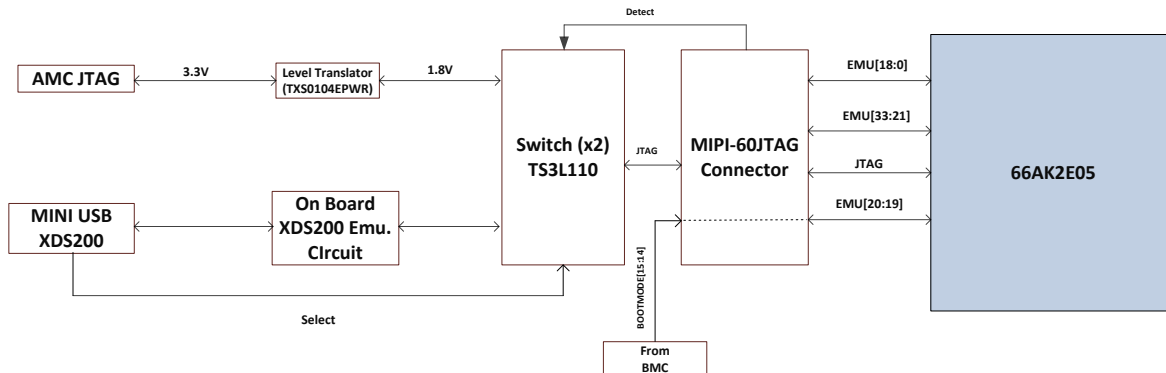 Detect
AMC JTAG
3.3V
Level Translator
(TXS0104EPWR)
1.8V
EMU[18:0]
EMU[33:21]
Switch (x2)
TS3L110
JTAG
MIPI-60JTAG
Connector
JTAG
66AK2E05
MINI USB
XDS200
On Board
XDS200 Emu.
CIrcuit
EMU[20:19]
BOOTMODE[15:14]
Select
From
BMC